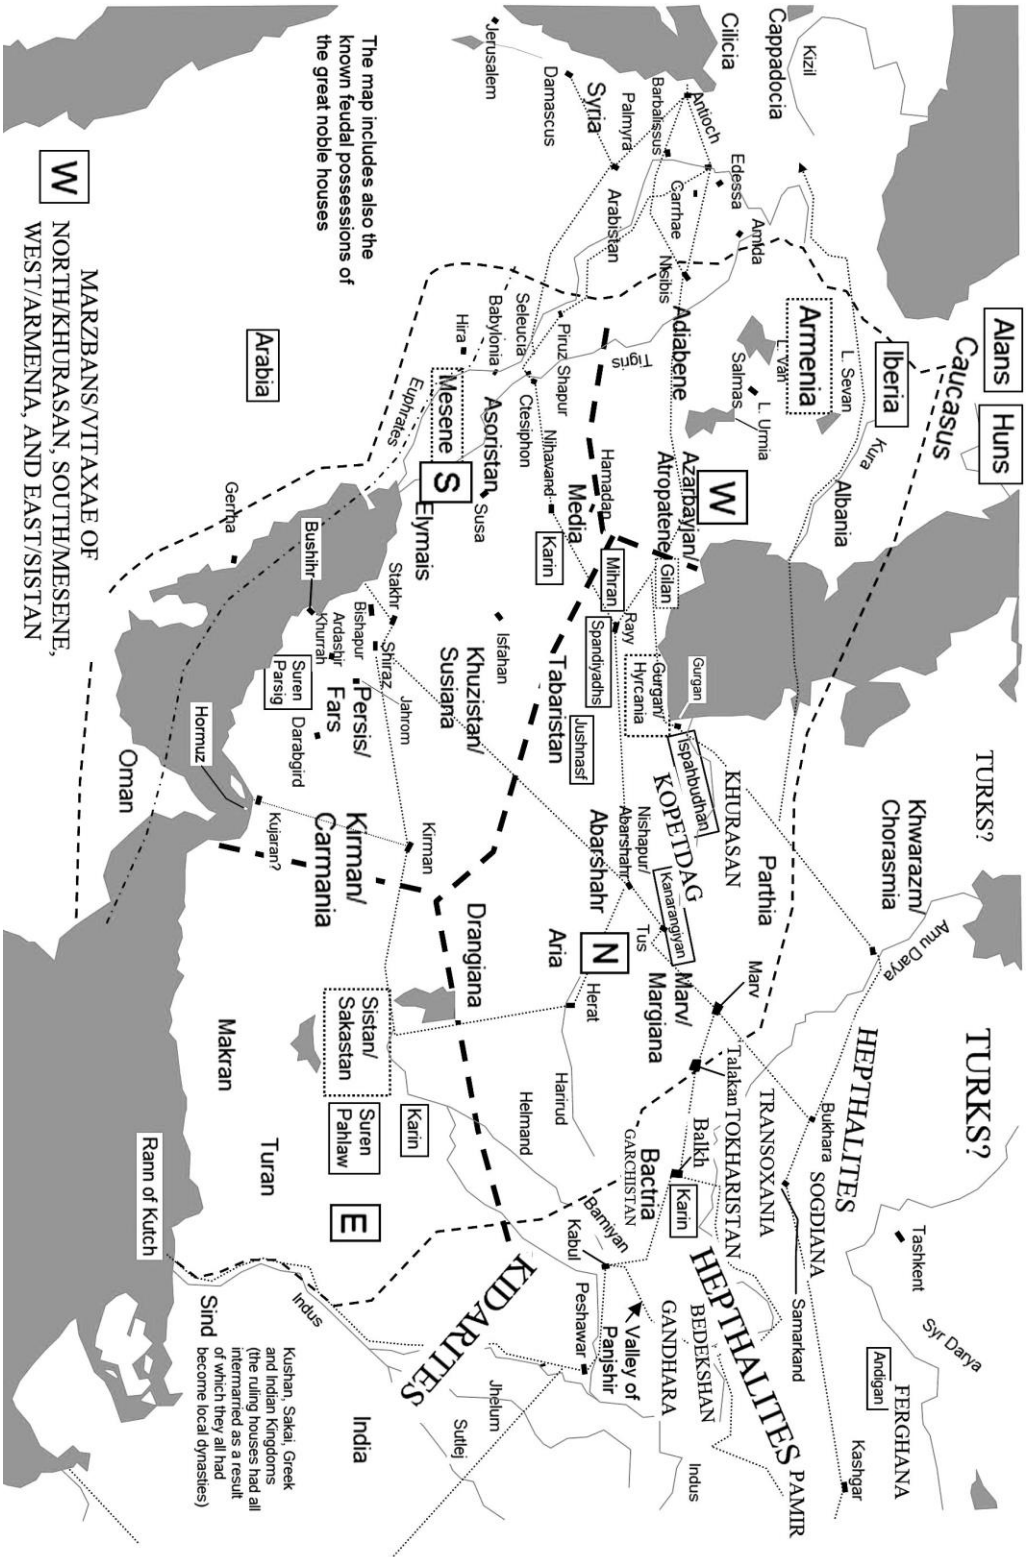 Cilicia
Cappadocia
Kizil
Alans
Huns
Caucasus
Iberia
Armenia
L. Sevan
Kura
Albania
L. Van
Salmas
L. Urmia
Jerusalem
Damascus
Syria
Palmyra
Barbalissus
Antioch
Edessa
Carrhae
Amida
Nisibis
Arabistan
Adiabene
Tigris
The map includes also the
known feudal possessions of
the great noble houses
W
Azarbayjan/
Atropatene
Gilan
Hamadan
Media
Nihavand
Karin
Mihran
Rayy
Spandiyadhs
Piruz Shapur
Ctesiphon
Seleucia
Babylonia
Hira
Asoristan
Mesene
S
Euphrates
Susa
Elymais
Arabia
Gerrha
Bushihr
Stakhr
Bishapur
Shiraz
Ardashir
Khurrah
Suren
Parsig
Persis/
Fars
Jahrom
Darabgird
Isfahan
Khuzistan/
Susiana
Tabaristan
Jushnasf
Gurgan/
Hyrcania
Gurgan
Ispahbudhan
KHURASAN
KOPETDAG
Parthia
Nishapur/
Abarshahr
Abarshahr
Kanarangiyan
Tus
N
Aria
Herat
Harirud
Helmand
Drangiana
Marv/
Margiana
Marv
Hormuz
Oman
Kujaran?
Kirman/
Carmania
Kirman
Sistan/
Sakastan
Suren
Pahlaw
Karin
E
Makran
Turan
Rann of Kutch
Sind
Indus
TURKS?
Khwarazm/
Chorasmia
Amu Darya
TURKS?
HEPTHALITES
Bukhara
TRANSOXANIA
SOGDIANA
Samarkand
Tashkent
Syr Darya
Andigan
FERGHANA
Kashgar
PAMIR
Talakan
TOKHARISTAN
Balkh
Karin
Bactria
GARCHISTAN
Bamiyan
Kabul
HEPTHALITES
BEDEKSHAN
GANDHARA
Valley of
Panjshir
Peshawar
KIDARITES
Indus
Jhelum
Sutlej
India
Kushan, Sakai, Greek
and Indian Kingdoms
(the ruling houses had all
intermarried as a result
of which they all had
become local dynasties)
W
MARZBANS/VITAXAE OF
NORTH/KHURASAN, SOUTH/MESENE,
WEST/ARMENIA, AND EAST/SISTAN